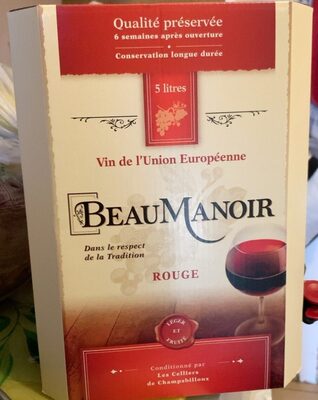 Qualité préservée
6 semaines après ouverture
Conservation longue durée
5 litres
Vin de l'Union Européenne
BEAUMANOIR
Dans le respect
de la Tradition
ROUGE
LÉGER ET
FRUITÉ
Conditionné par
Les Celliers
de Champsbilloux